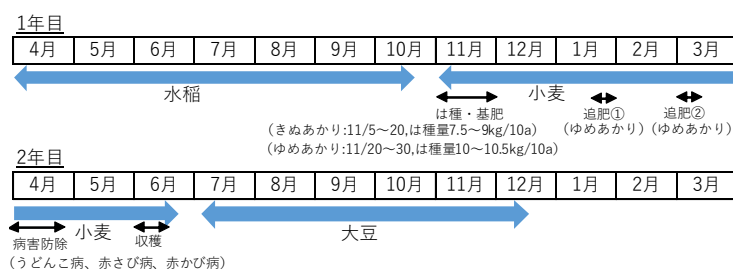 1年目
4月 5月 6月 7月 8月 9月 10月 11月 12月 1月 2月 3月
水稲 小麦
は種・基肥 追肥① 追肥②
(きぬあかり:11/5～20,は種量7.5～9kg/10a) (ゆめあかり) (ゆめあかり)
(ゆめあかり:11/20～30,は種量10～10.5kg/10a)
2年目
4月 5月 6月 7月 8月 9月 10月 11月 12月 1月 2月 3月
小麦 大豆
病害防除 収穫
(うどんこ病、赤さび病、赤かび病)